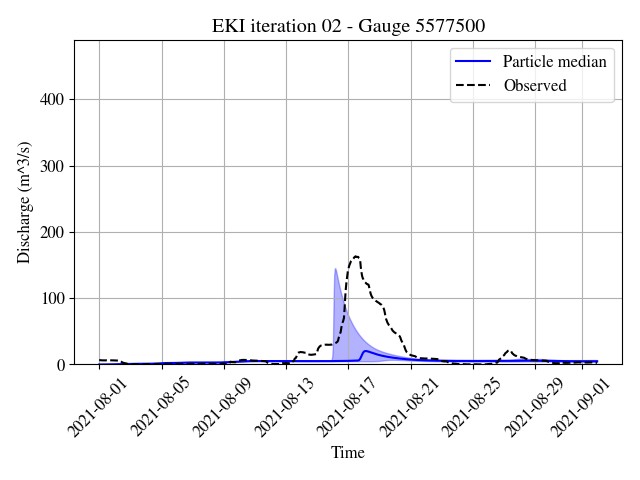 EKI iteration 02 - Gauge 5577500
Particle median
Observed
Discharge (m^3/s)
400
300
200
100
0
2021-08-01
2021-08-05
2021-08-09
2021-08-13
2021-08-17
2021-08-21
2021-08-25
2021-08-29
2021-09-01
Time